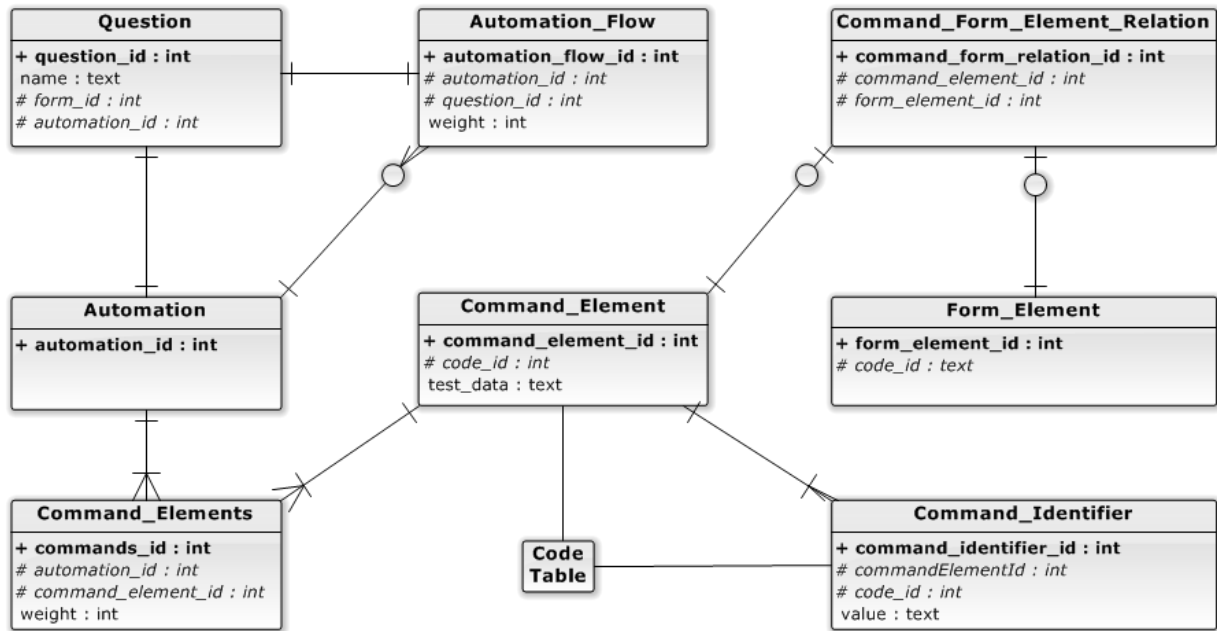 Question
+ question_id : int
name : text
# form_id : int
# automation_id : int
Automation_Flow
+ automation_flow_id : int
# automation_id : int
# question_id : int
weight : int
Command_Form_Element_Relation
+ command_form_relation_id : int
# command_element_id : int
# form_element_id : int
Automation
+ automation_id : int
Command_Element
+ command_element_id : int
# code_id : int
test_data : text
Form_Element
+ form_element_id : int
# code_id : text
Command_Elements
+ commands_id : int
# automation_id : int
# command_element_id : int
weight : int
Code
Table
Command_Identifier
+ command_identifier_id : int
# commandElementId : int
# code_id : int
value : text